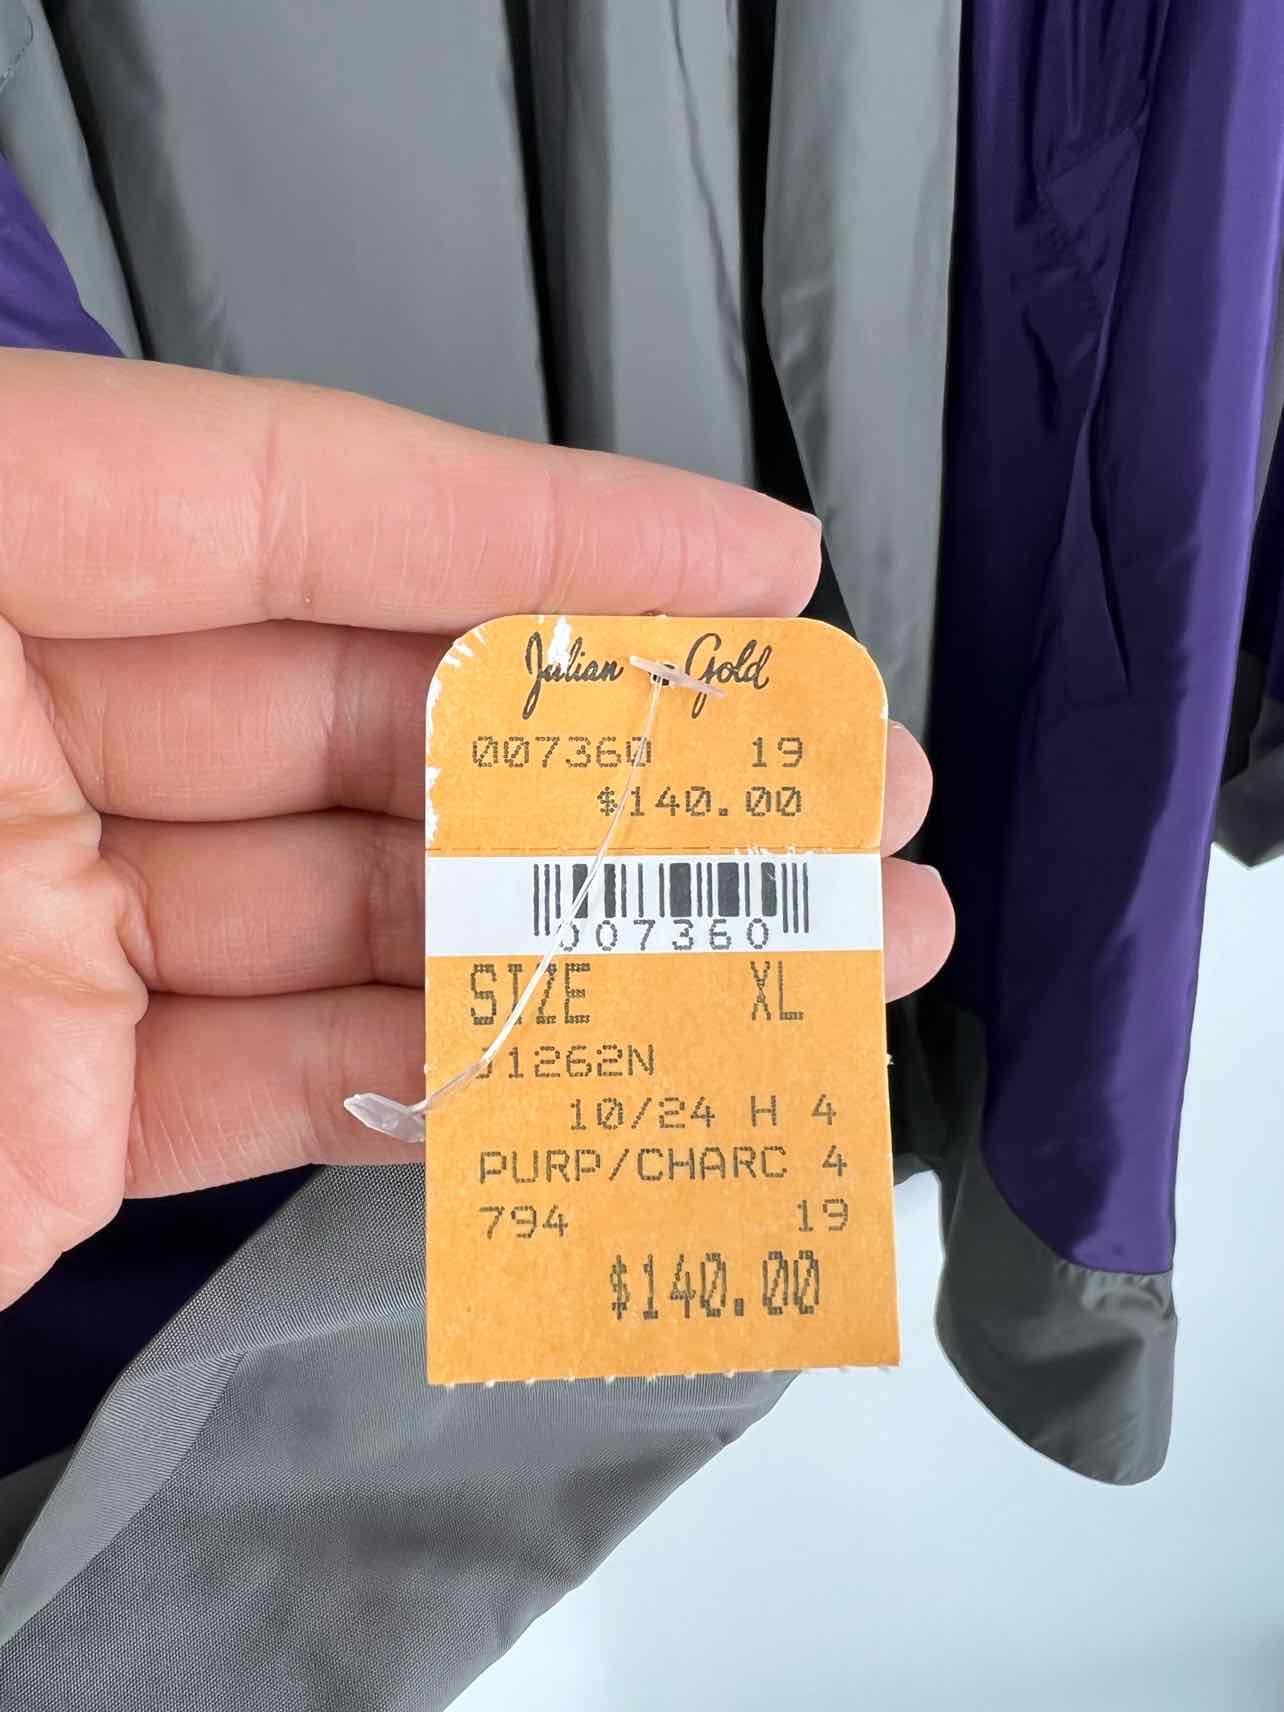 Julian Gold
007360 19
$140.00
007360
SIZE XL
J1262N
10/24 H 4
PURP/CHARC 4
794 19
$140.00